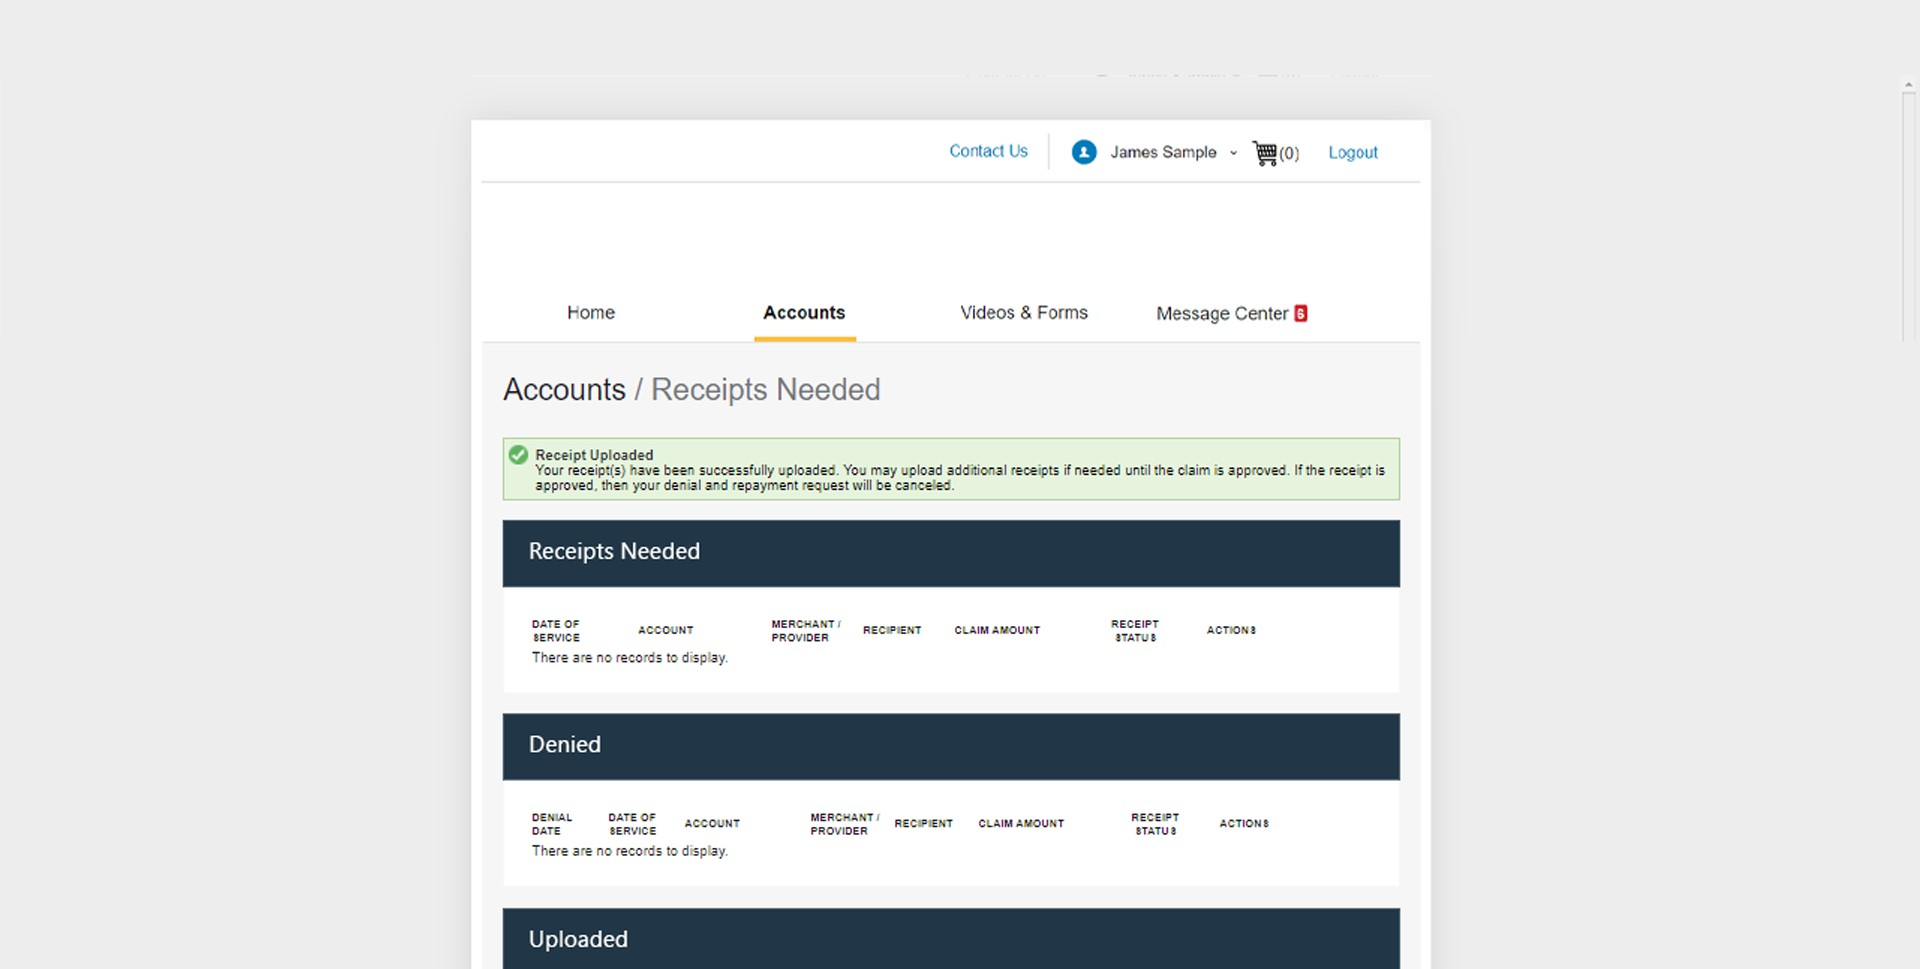 Contact Us
James Sample
(0)
Logout
Home
Accounts
Videos & Forms
Message Center 6
Accounts / Receipts Needed
Receipt Uploaded
Your receipt(s) have been successfully uploaded. You may upload additional receipts if needed until the claim is approved. If the receipt is
approved, then your denial and repayment request will be canceled.
Receipts Needed
DATE OF
SERVICE
ACCOUNT
MERCHANT /
PROVIDER
RECIPIENT
CLAIM AMOUNT
RECEIPT
STATUS
ACTIONS
There are no records to display.
Denied
DENIAL
DATE
DATE OF
SERVICE
ACCOUNT
MERCHANT /
PROVIDER
RECIPIENT
CLAIM AMOUNT
RECEIPT
STATUS
ACTIONS
There are no records to display.
Uploaded